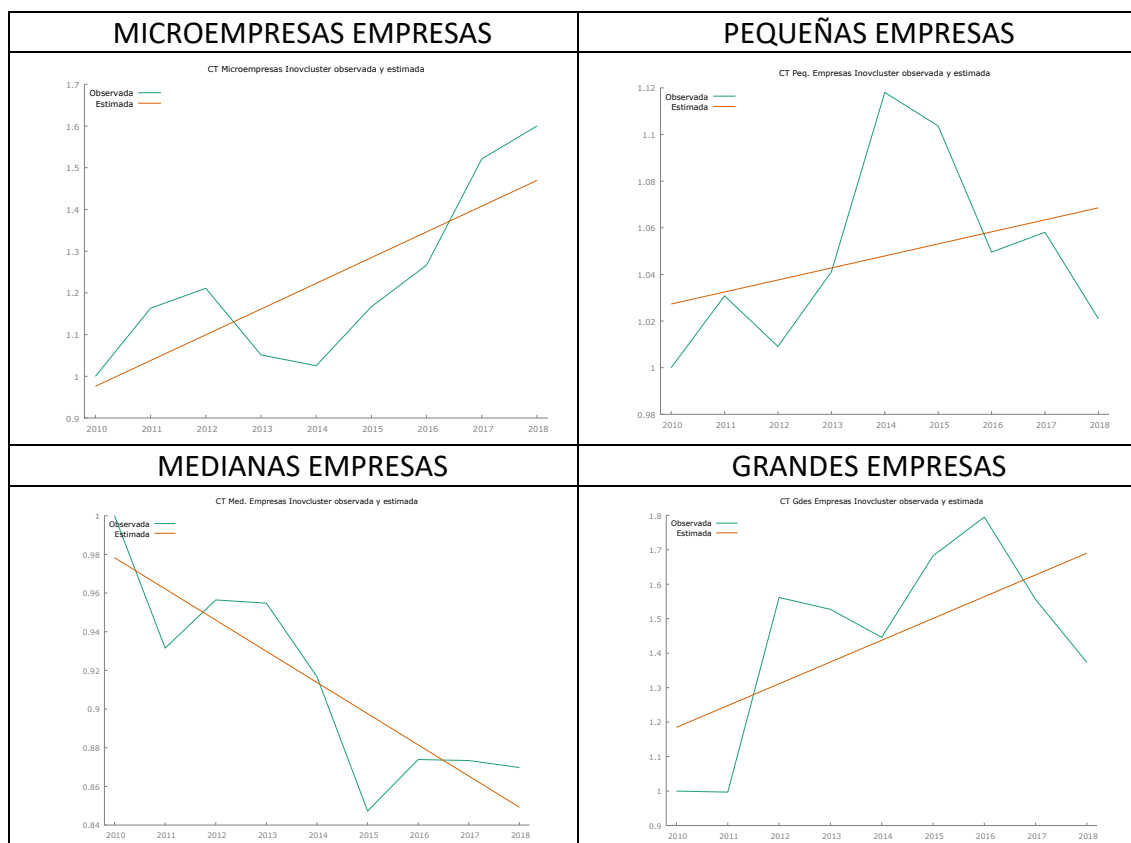 MICROEMPRESAS EMPRESAS
CT Microempresas Inovcluster observada y estimada
Observada
Estimada
1.7
1.6
1.5
1.4
1.3
1.2
1.1
1
0.9
2010 2011 2012 2013 2014 2015 2016 2017 2018
PEQUEÑAS EMPRESAS
CT Peq. Empresas Inovcluster observada y estimada
Observada
Estimada
1.12
1.1
1.08
1.06
1.04
1.02
1
0.98
2010 2011 2012 2013 2014 2015 2016 2017 2018
MEDIANAS EMPRESAS
CT Med. Empresas Inovcluster observada y estimada
Observada
Estimada
1
0.98
0.96
0.94
0.92
0.9
0.88
0.86
0.84
2010 2011 2012 2013 2014 2015 2016 2017 2018
GRANDES EMPRESAS
CT Gdes Empresas Inovcluster observada y estimada
Observada
Estimada
1.8
1.7
1.6
1.5
1.4
1.3
1.2
1.1
1
0.9
2010 2011 2012 2013 2014 2015 2016 2017 2018